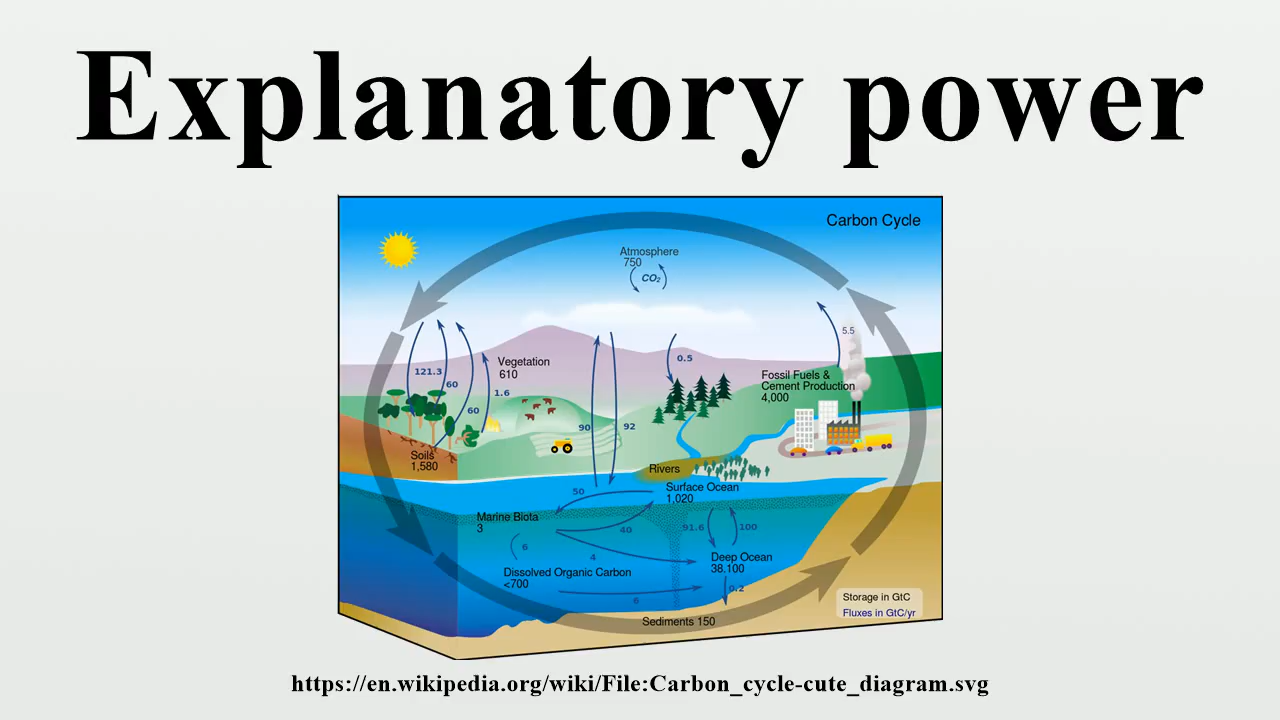 Explanatory power
Carbon Cycle
Atmosphere
750
CO₂
5.5
121.3
60
60
1.6
Vegetation
610
0.5
Fossil Fuels &
Cement Production
4,000
90
92
Soils
1,580
Rivers
Surface Ocean
1,020
50
Marine Biota
3
40
91.6
100
6
4
Deep Ocean
38.100
Dissolved Organic Carbon
<700
6
0.2
Storage in GtC
Fluxes in GtC/yr
Sediments 150
https://en.wikipedia.org/wiki/File:Carbon_cycle-cute_diagram.svg